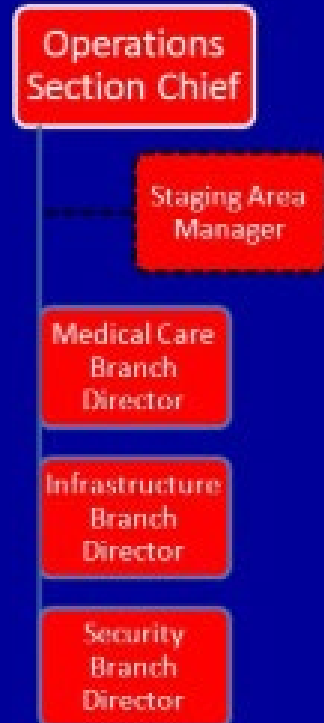 Operations
Section Chief
Staging Area
Manager
Medical Care
Branch
Director
Infrastructure
Branch
Director
Security
Branch
Director